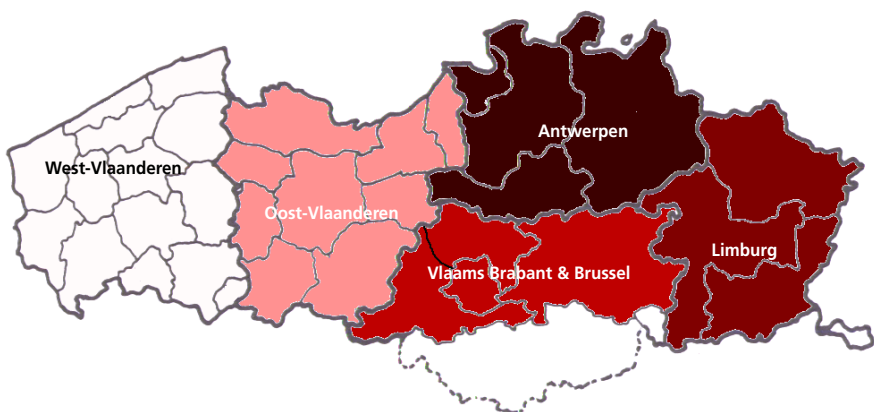 Antwerpen
West-Vlaanderen
Oost-Vlaanderen
Limburg
Vlaams Brabant & Brussel